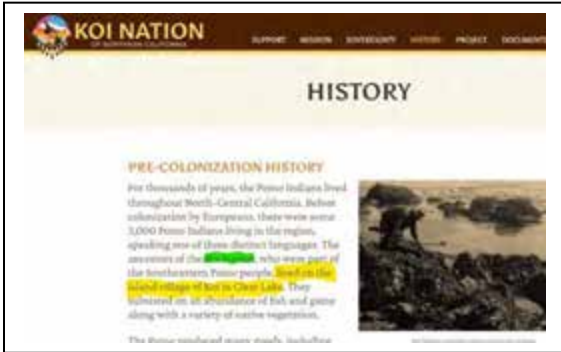 KOI NATION
OF NORTHERN CALIFORNIA
SUPPORT MISSION SOVEREIGNTY HISTORY PROJECT DOCUMENTS
HISTORY
PRE-COLONIZATION HISTORY
For thousands of years, the Pomo Indians lived
throughout North-Central California. Before
colonization by Europeans, there were some
3,000 Pomo Indians living in the region,
speaking one of three distinct languages. The
ancestors of the who were part of
the Southeastern Pomo people, lived on the
island village of Koi in Clear Lake. They
subsisted on an abundance of fish and game
along with a variety of native vegetation.
The Pomo produced many goods, including